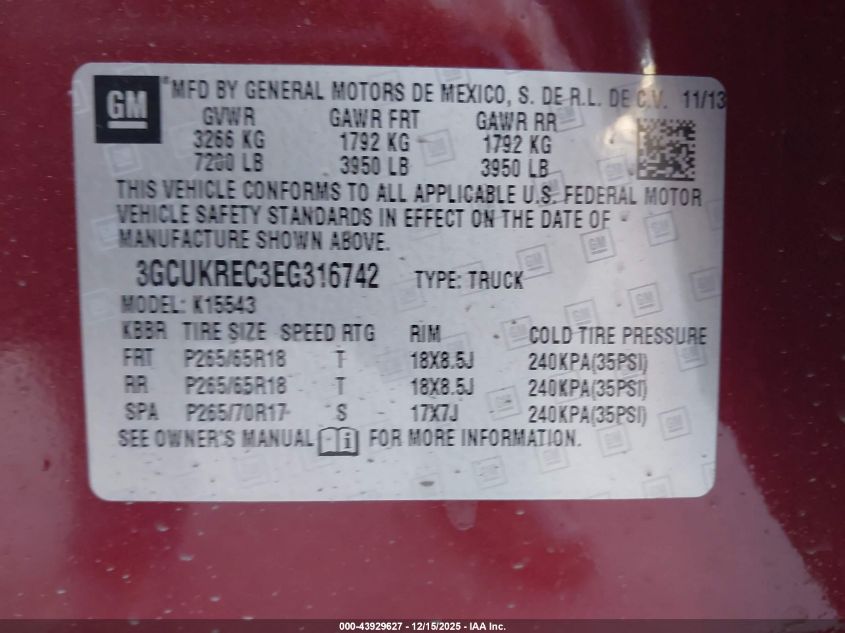 GM
*MFD BY GENERAL MOTORS DE MEXICO, S. DE R.L. DE C.V. 11/13
GVWR GAWR FRT GAWR RR
3266 KG 1792 KG 1792 KG
7200 LB 3950 LB 3950 LB
THIS VEHICLE CONFORMS TO ALL APPLICABLE U.S. FEDERAL MOTOR
VEHICLE SAFETY STANDARDS IN EFFECT ON THE DATE OF
MANUFACTURE SHOWN ABOVE.
3GCUKREC3EG316742 TYPE: TRUCK
MODEL: K15543
KBBR TIRE SIZE SPEED RTG RIM COLD TIRE PRESSURE
FRT P265/65R18 T 18X8.5J 240KPA(35PSI)
RR P265/65R18 T 18X8.5J 240KPA(35PSI)
SPA P265/70R17 S 17X7J 240KPA(35PSI)
SEE OWNER'S MANUAL i FOR MORE INFORMATION.
000-43929627 - 12/15/2025 - IAA Inc.